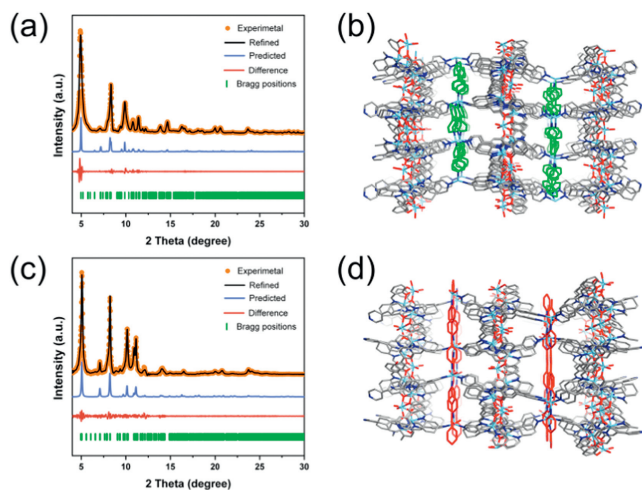 (a)
Experimetal
Refined
Predicted
Difference
Bragg positions
Intensity (a.u.)
5 10 15 20 25 30
2 Theta (degree)
(b)
(c)
Experimetal
Refined
Predicted
Difference
Bragg positions
Intensity (a.u.)
5 10 15 20 25 30
2 Theta (degree)
(d)